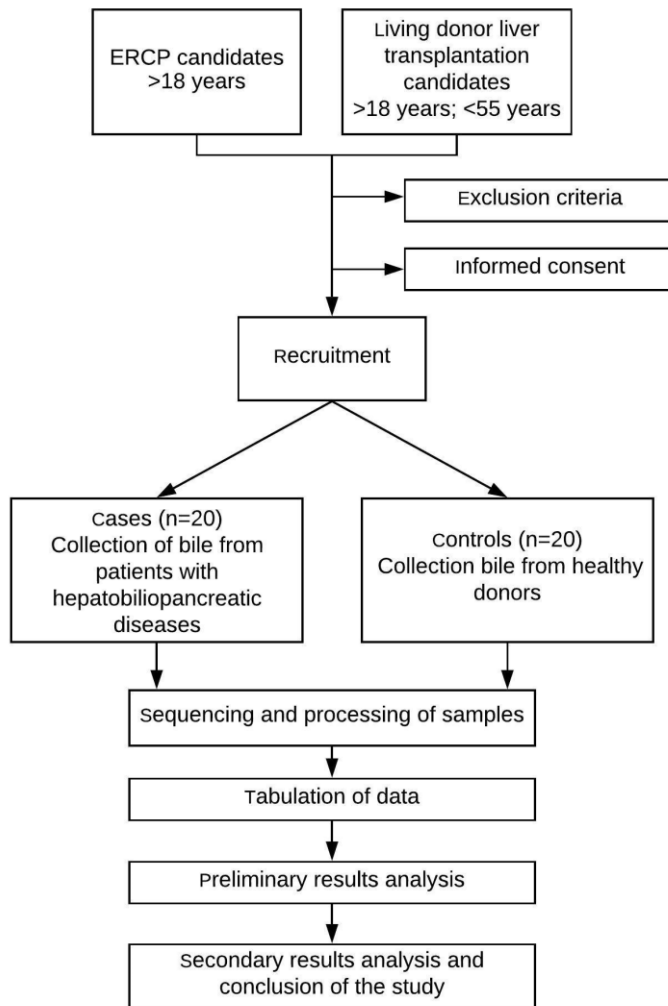 ERCP candidates
>18 years
Living donor liver
transplantation
candidates
>18 years; <55 years
Exclusion criteria
Informed consent
Recruitment
Cases (n=20)
Collection of bile from
patients with
hepatobiliopancreatic
diseases
Controls (n=20)
Collection bile from healthy
donors
Sequencing and processing of samples
Tabulation of data
Preliminary results analysis
Secondary results analysis and
conclusion of the study